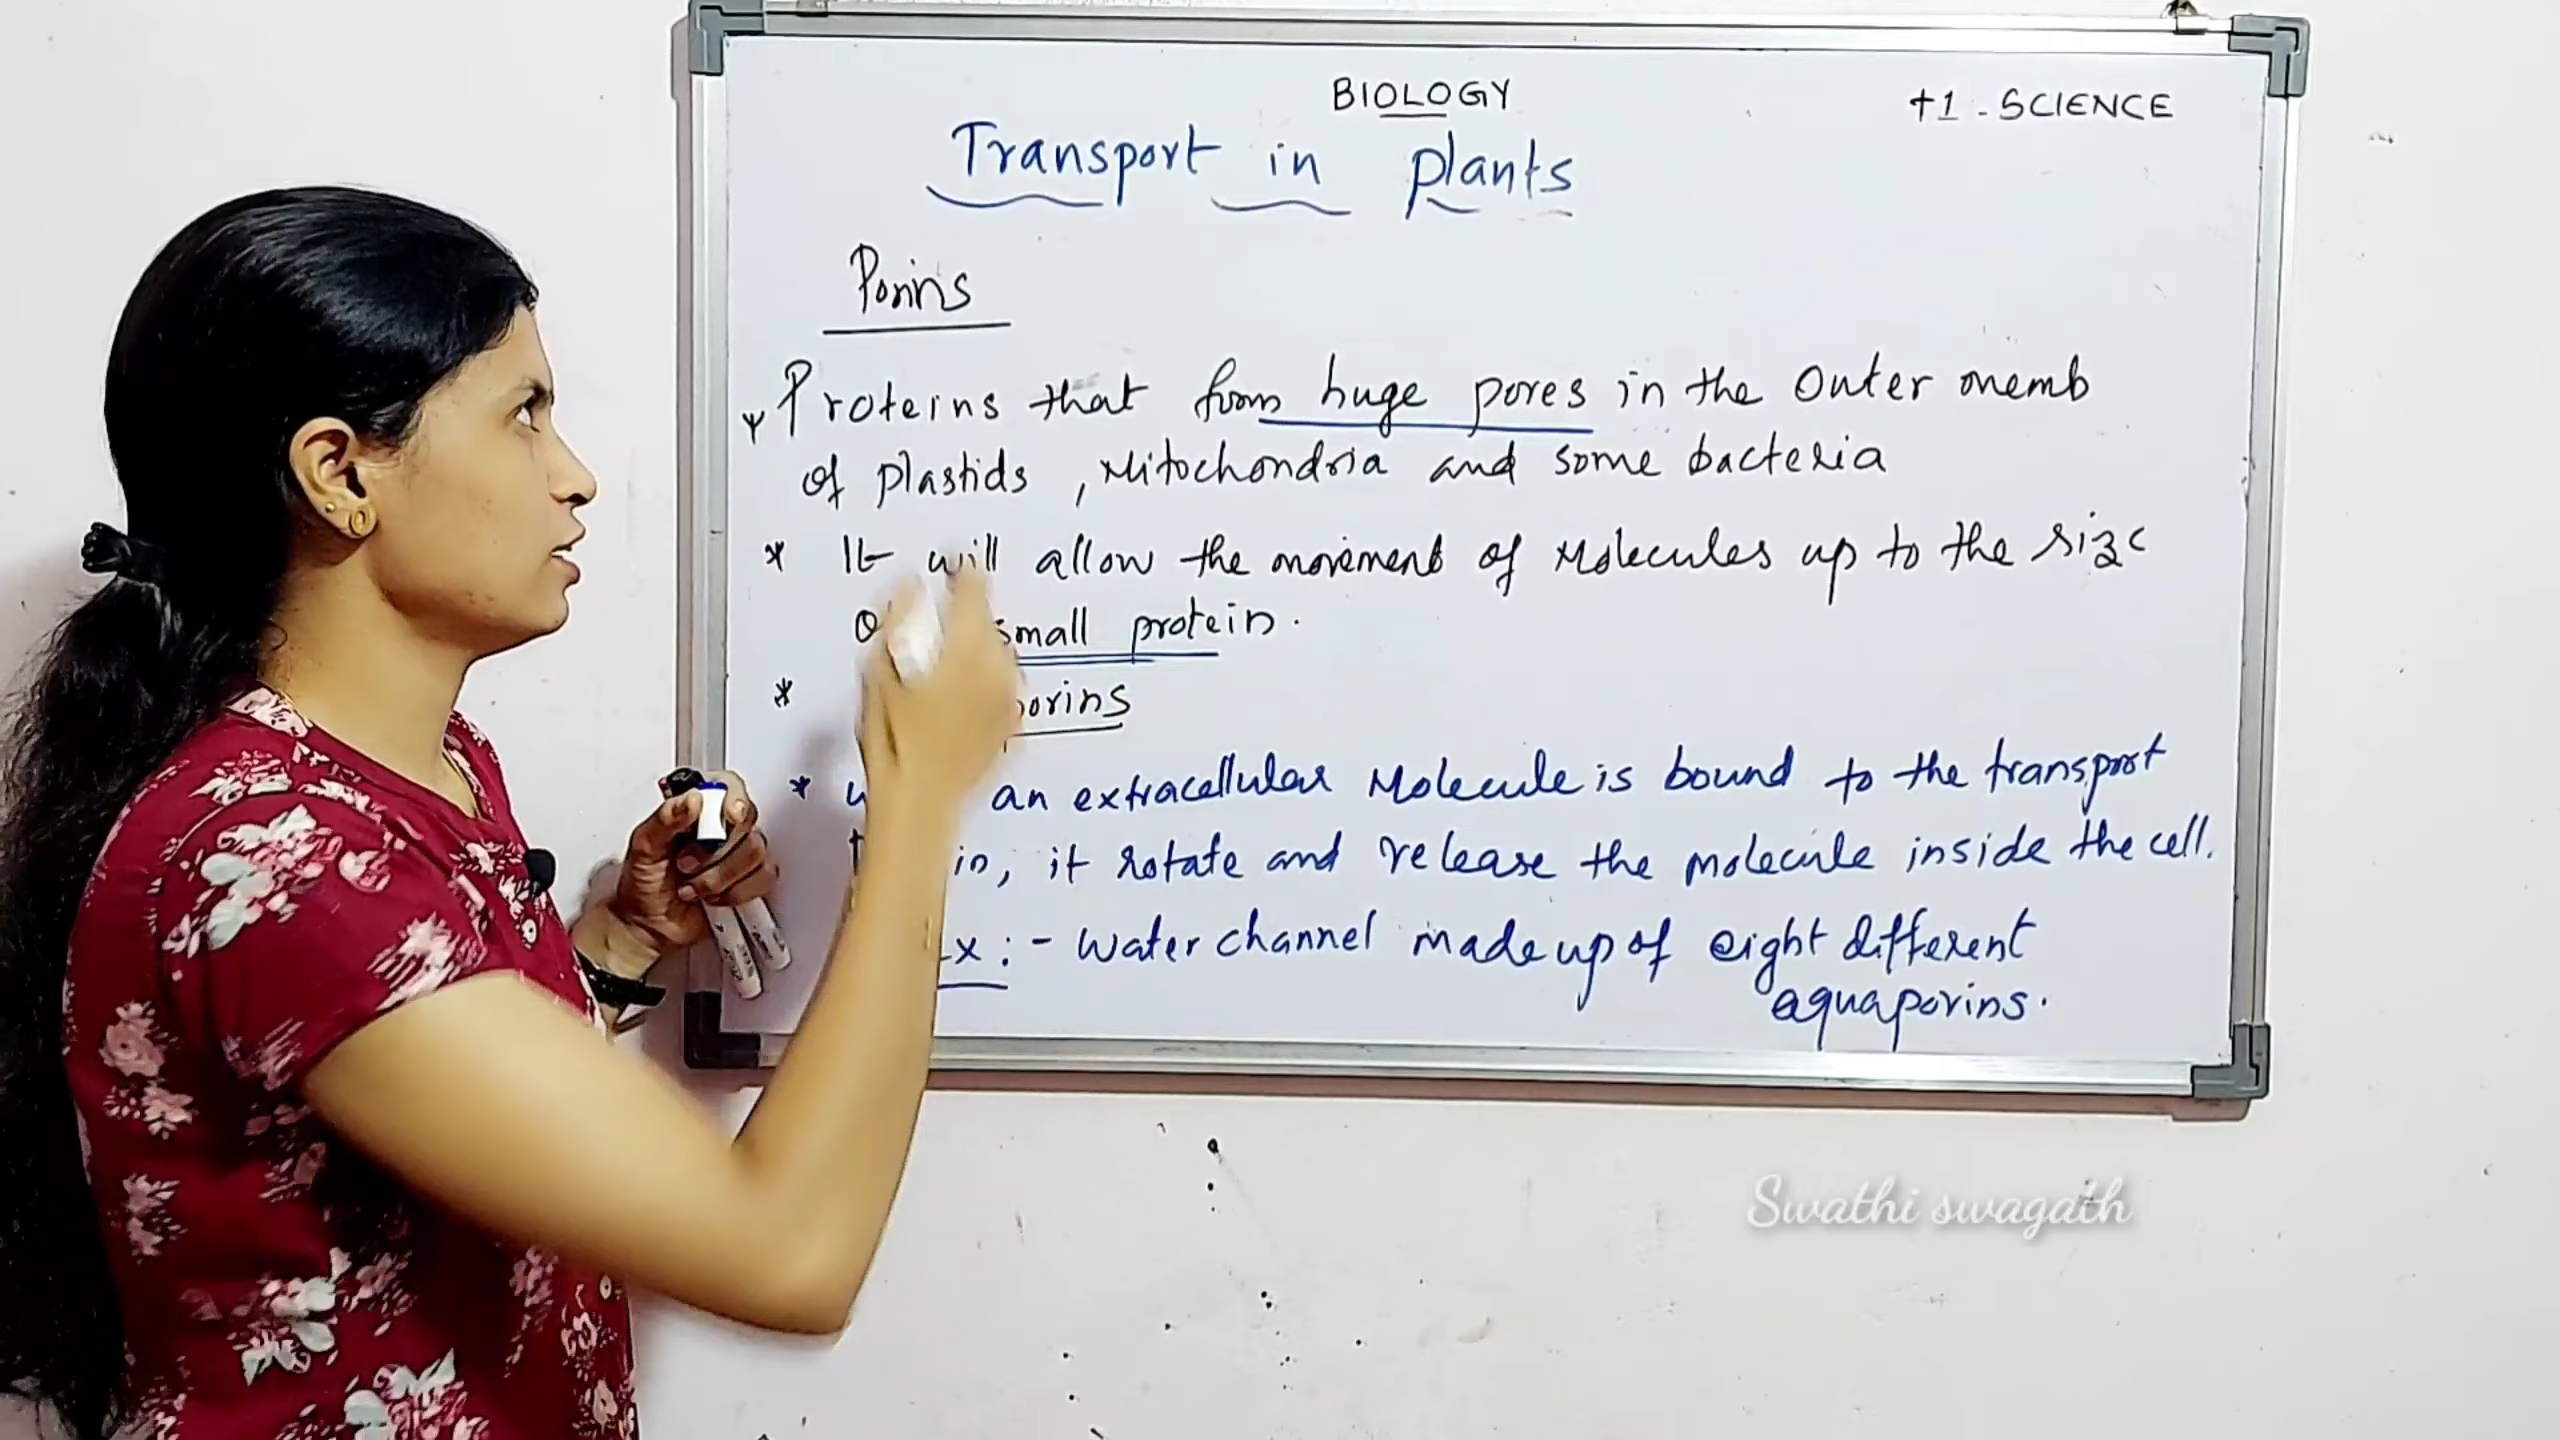 BIOLOGY
+1 - SCIENCE
Transport in plants
Porins
* Proteins that form huge pores in the Outer memb
of plastids, Mitochondria and some bacteria
* It will allow the movement of Molecules up to the size
small protein.
* porins
* an extracellular Molecule is bound to the transport
in, it rotate and release the molecule inside the cell.
Ex :- Water channel made up of eight different
aquaporins.
Swathi swagath